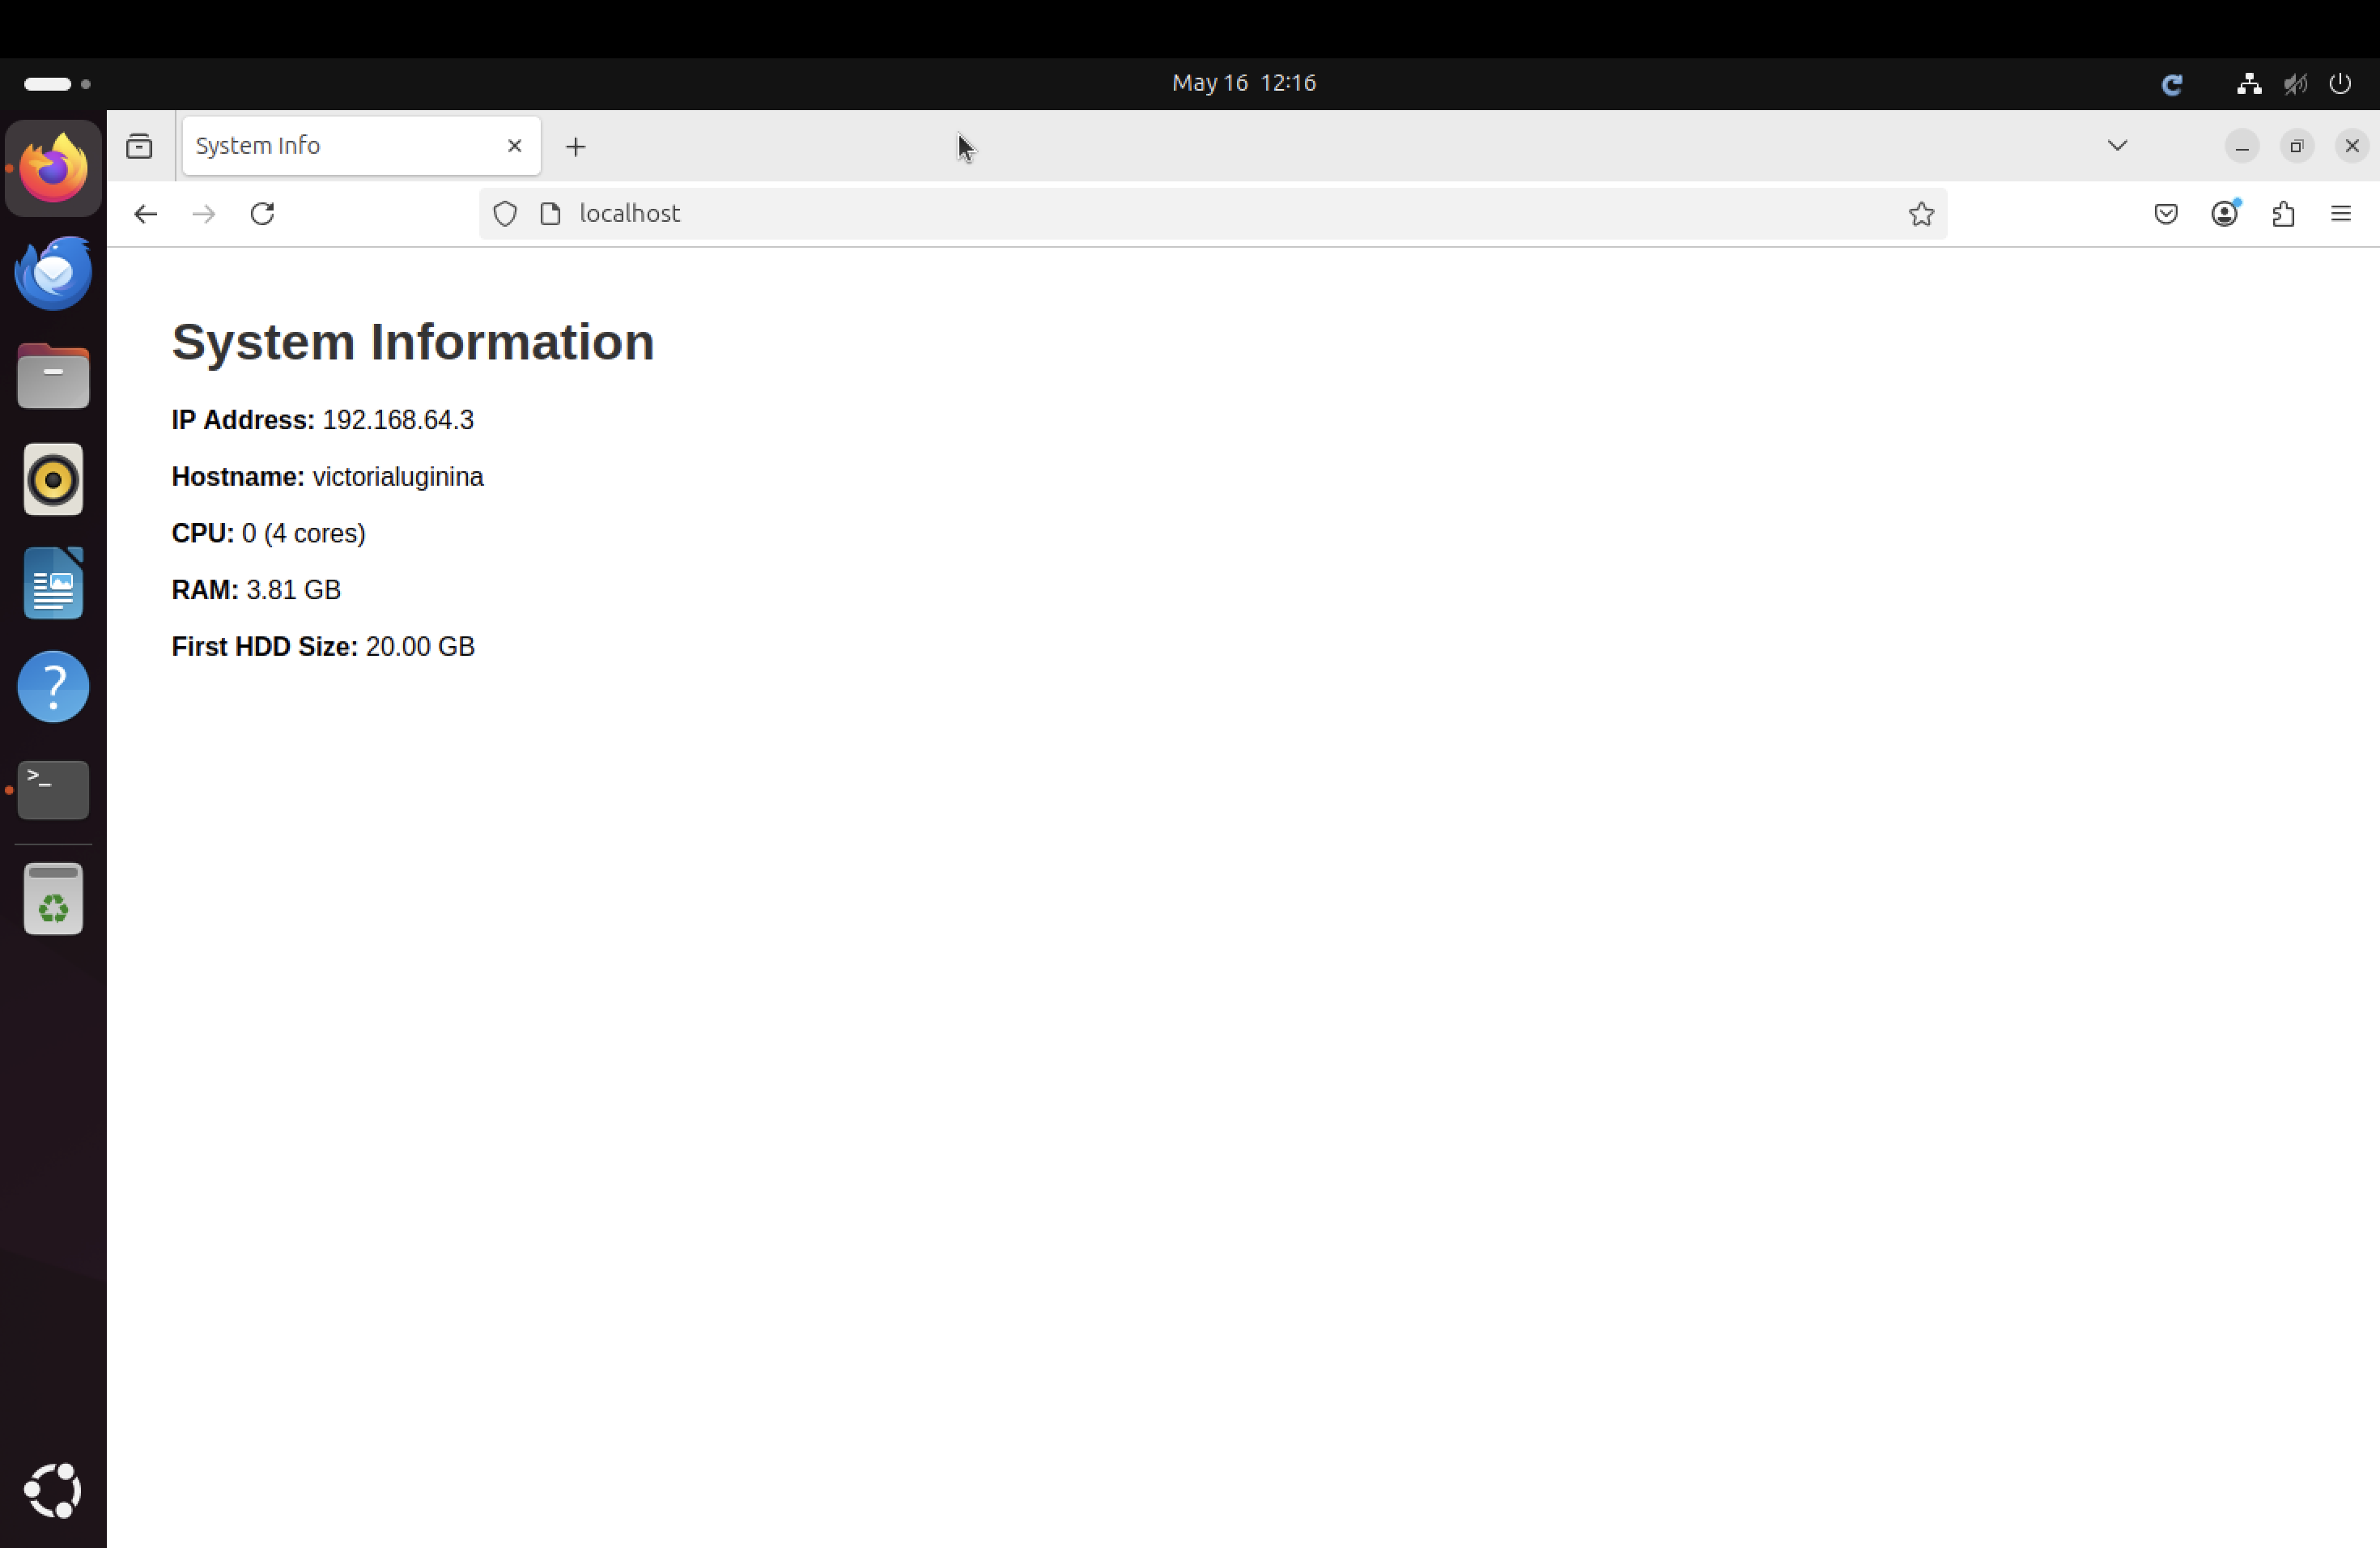 May 16 12:16
System Info
localhost
System Information
IP Address: 192.168.64.3
Hostname: victorialuginina
CPU: 0 (4 cores)
RAM: 3.81 GB
First HDD Size: 20.00 GB
?
>_